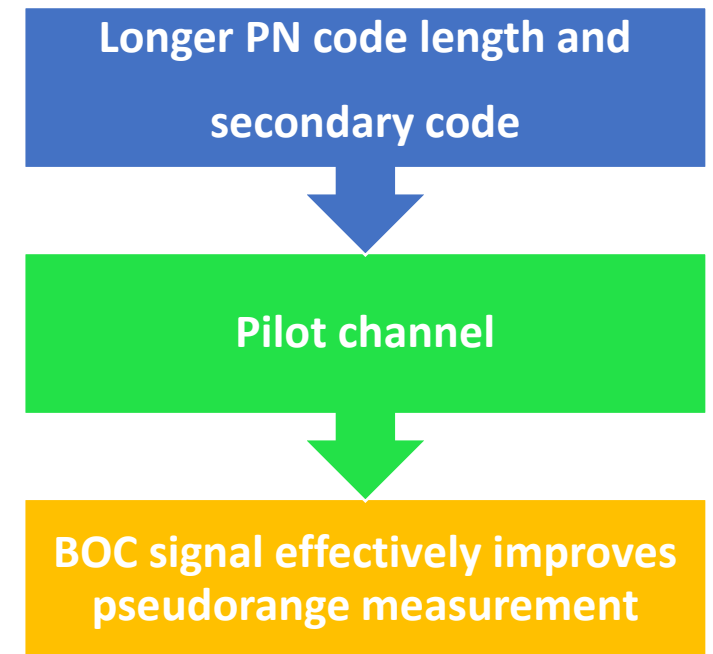 Longer PN code length and
secondary code
Pilot channel
BOC signal effectively improves
pseudorange measurement